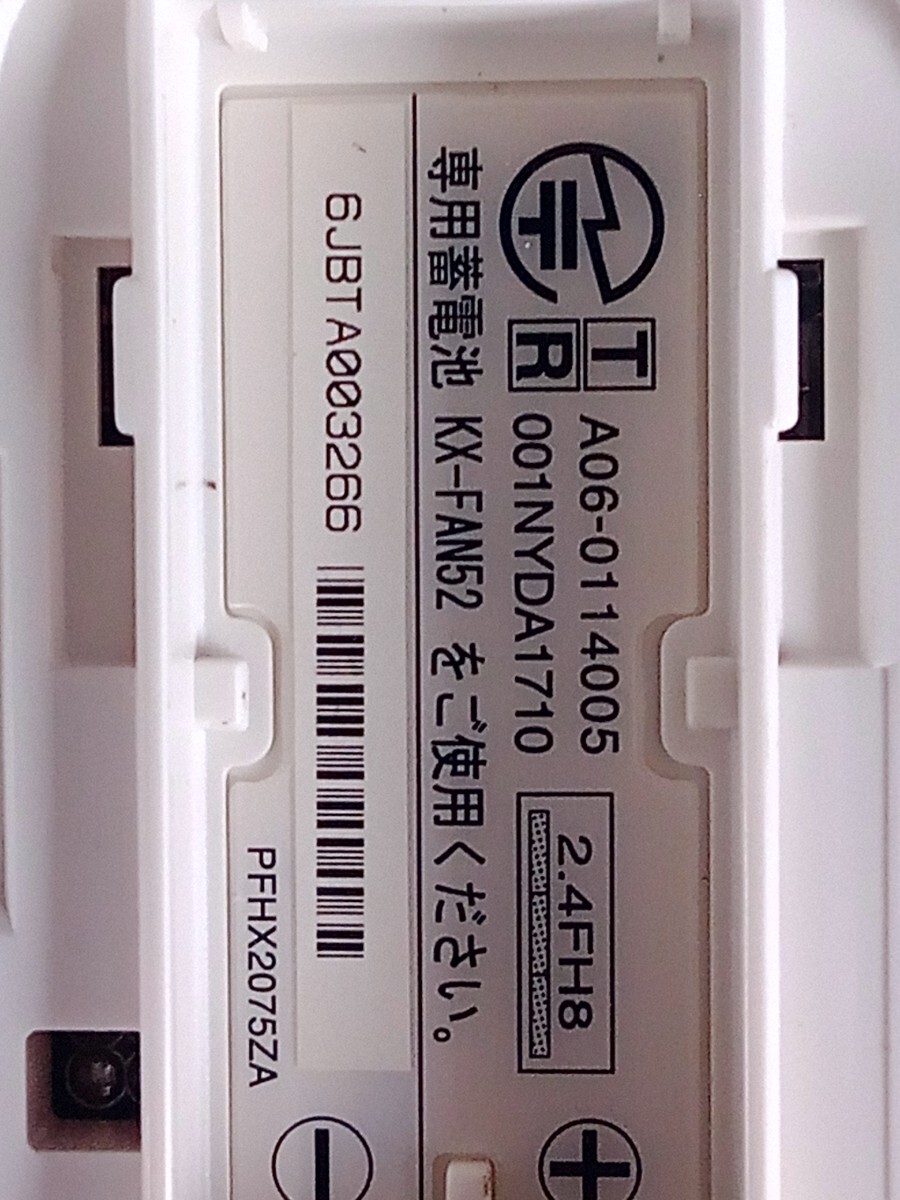 T A06-0114005
R 001NYDA1710
2.4FH8
専用蓄電池 KX-FAN52 をご使用ください。
6JBTA003266
PFHX2075ZA
+
−